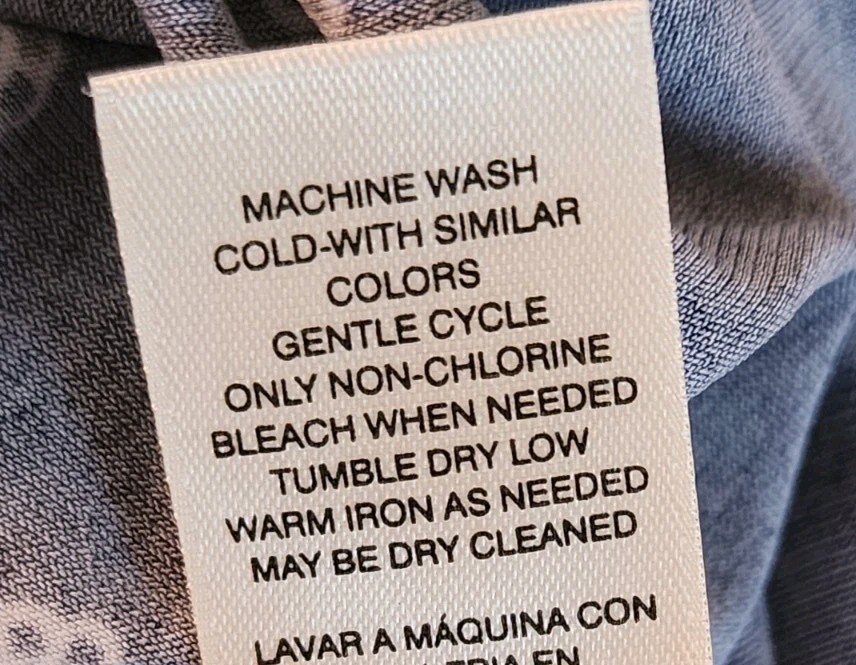 MACHINE WASH
COLD-WITH SIMILAR
COLORS
GENTLE CYCLE
ONLY NON-CHLORINE
BLEACH WHEN NEEDED
TUMBLE DRY LOW
WARM IRON AS NEEDED
MAY BE DRY CLEANED
LAVAR A MÁQUINA CON
EN